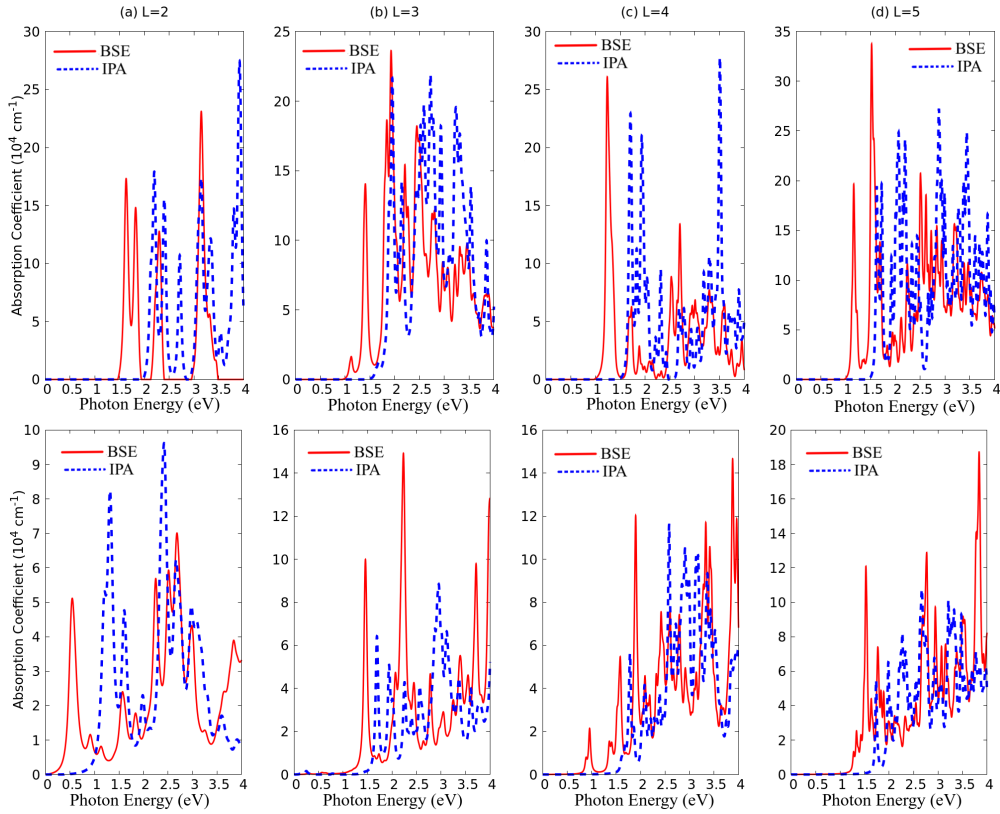 (a) L=2
(b) L=3
(c) L=4
(d) L=5
Absorption Coefficient (10⁴ cm⁻¹)
30
25
20
15
10
5
0
BSE
IPA
0 0.5 1 1.5 2 2.5 3 3.5 4
Photon Energy (eV)
25
20
15
10
5
0
BSE
IPA
0 0.5 1 1.5 2 2.5 3 3.5 4
Photon Energy (eV)
30
25
20
15
10
5
0
BSE
IPA
0 0.5 1 1.5 2 2.5 3 3.5 4
Photon Energy (eV)
35
30
25
20
15
10
5
0
BSE
IPA
0 0.5 1 1.5 2 2.5 3 3.5 4
Photon Energy (eV)
Absorption Coefficient (10⁴ cm⁻¹)
10
9
8
7
6
5
4
3
2
1
0
BSE
IPA
0 0.5 1 1.5 2 2.5 3 3.5 4
Photon Energy (eV)
16
14
12
10
8
6
4
2
0
BSE
IPA
0 0.5 1 1.5 2 2.5 3 3.5 4
Photon Energy (eV)
16
14
12
10
8
6
4
2
0
BSE
IPA
0 0.5 1 1.5 2 2.5 3 3.5 4
Photon Energy (eV)
20
18
16
14
12
10
8
6
4
2
0
BSE
IPA
0 0.5 1 1.5 2 2.5 3 3.5 4
Photon Energy (eV)